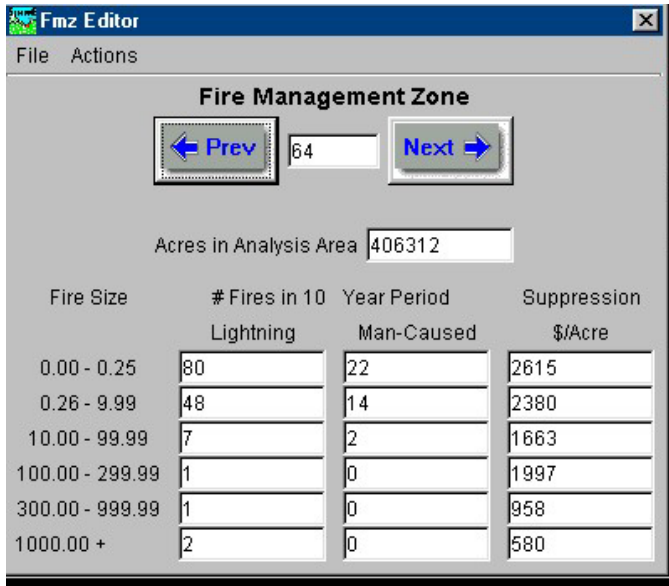 Fmz Editor
File Actions
Fire Management Zone
Prev 64 Next
Acres in Analysis Area 406312
Fire Size # Fires in 10 Year Period Suppression
Lightning Man-Caused $/Acre
0.00 - 0.25 80 22 2615
0.26 - 9.99 48 14 2380
10.00 - 99.99 7 2 1663
100.00 - 299.99 1 0 1997
300.00 - 999.99 1 0 958
1000.00 + 2 0 580